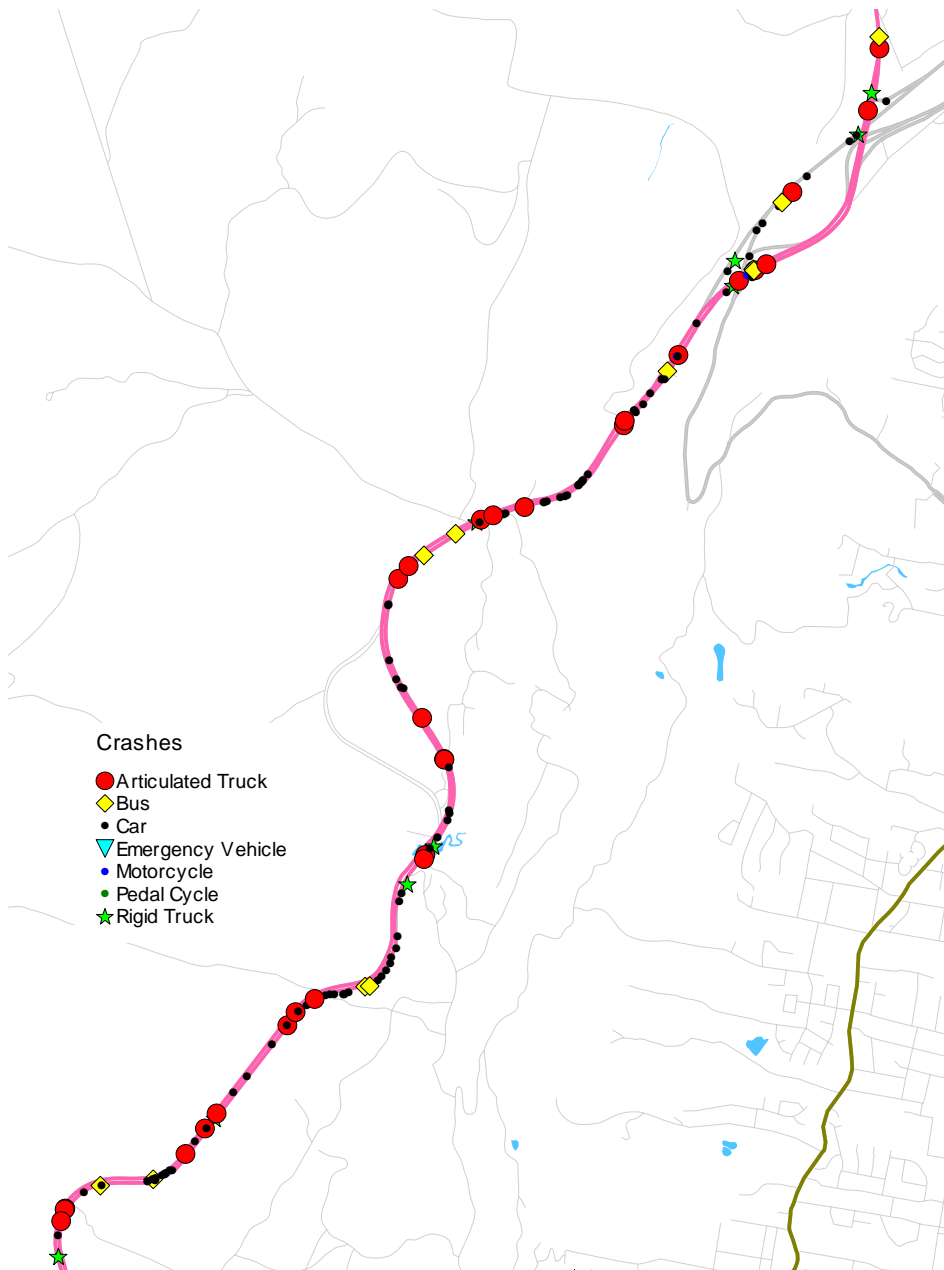 Crashes
Articulated Truck
Bus
Car
Emergency Vehicle
Motorcycle
Pedal Cycle
Rigid Truck